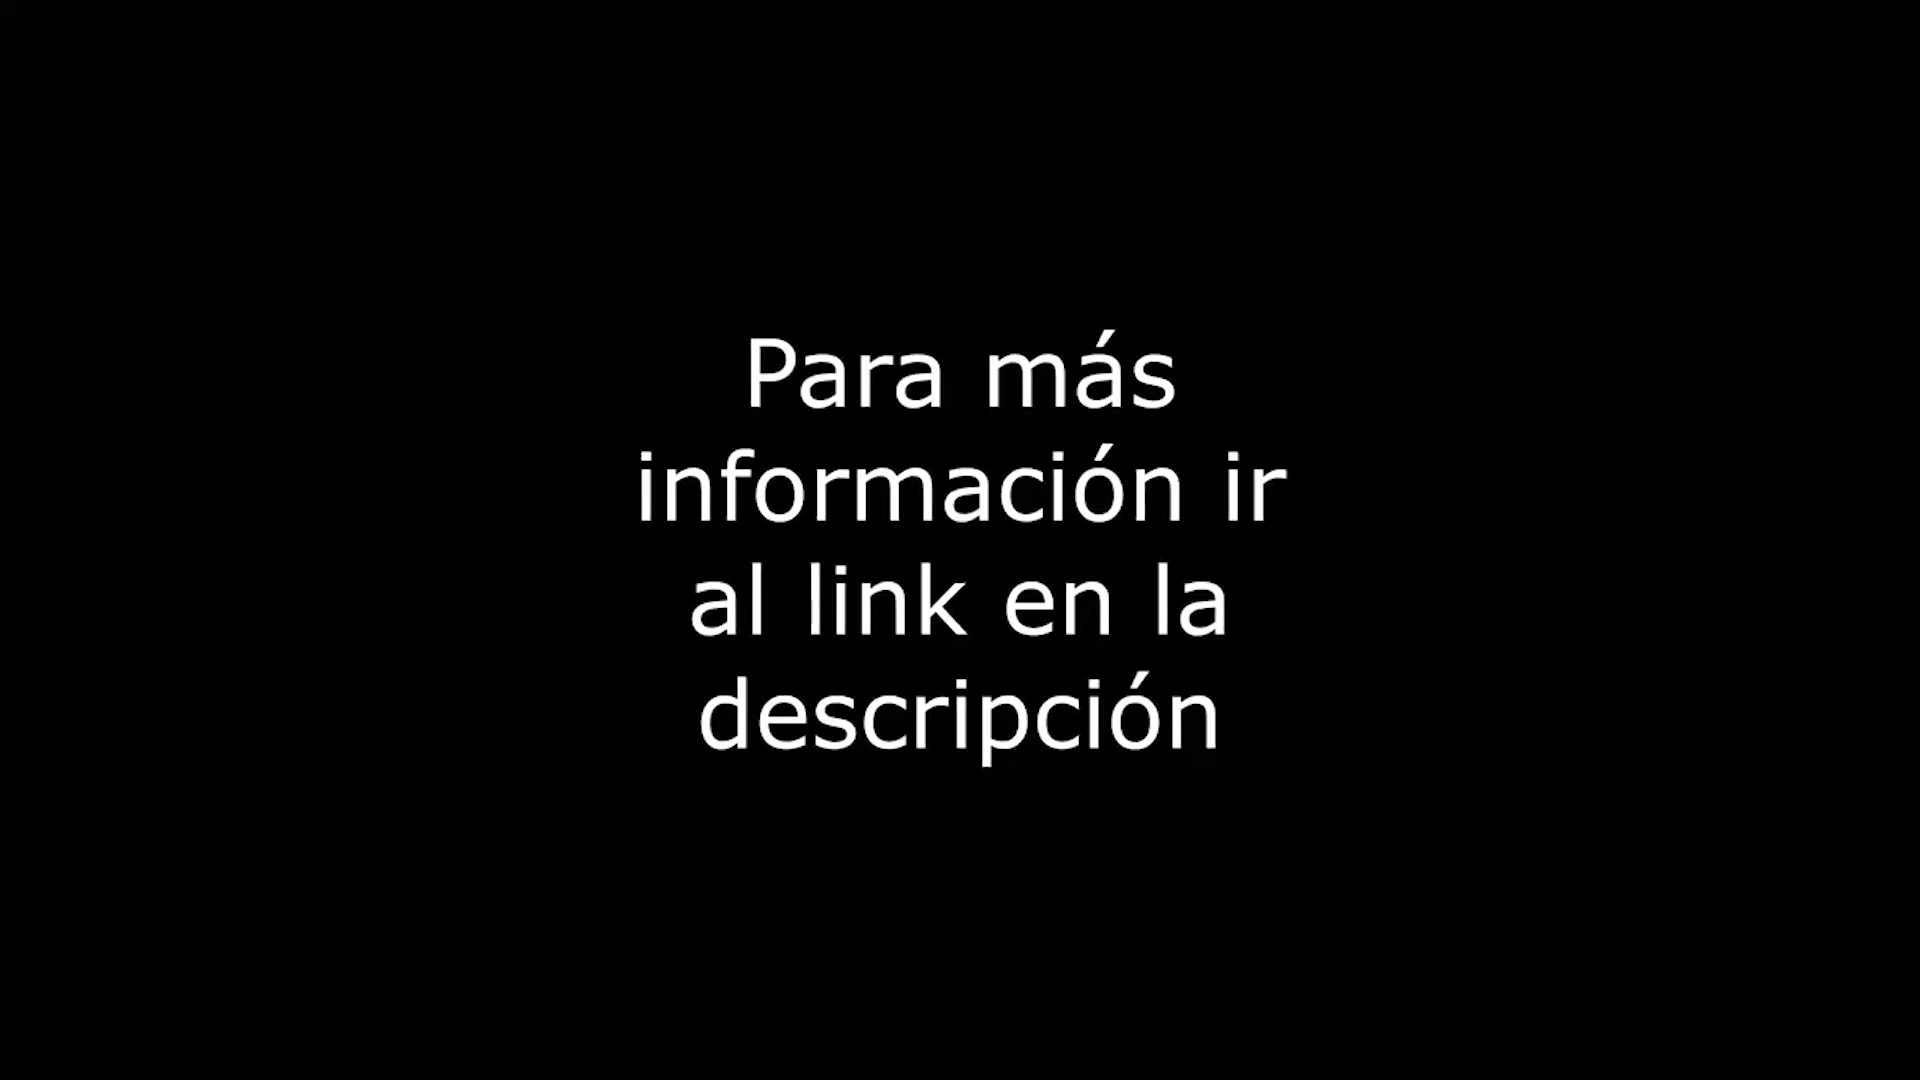 Para más
información ir
al link en la
descripción